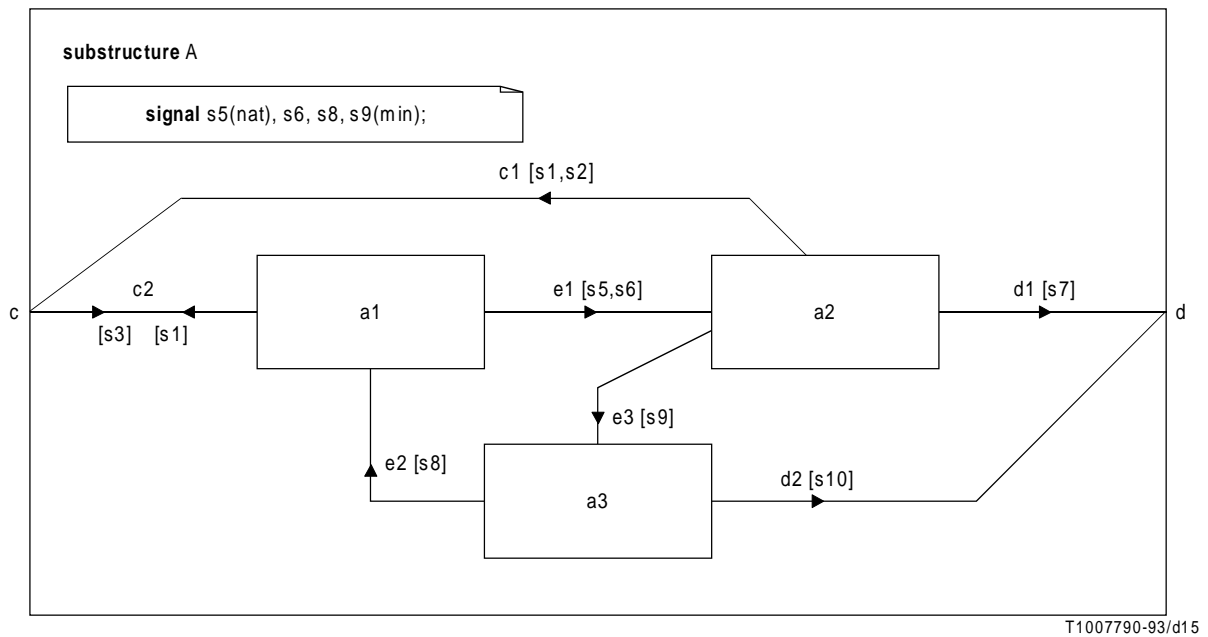 substructure A
signal s5(nat), s6, s8, s9(min);
c1 [s1,s2]
c2
e1 [s5,s6]
d1 [s7]
c
a1
a2
d
[s3] [s1]
e3 [s9]
e2 [s8]
d2 [s10]
a3
T1007790-93/d15